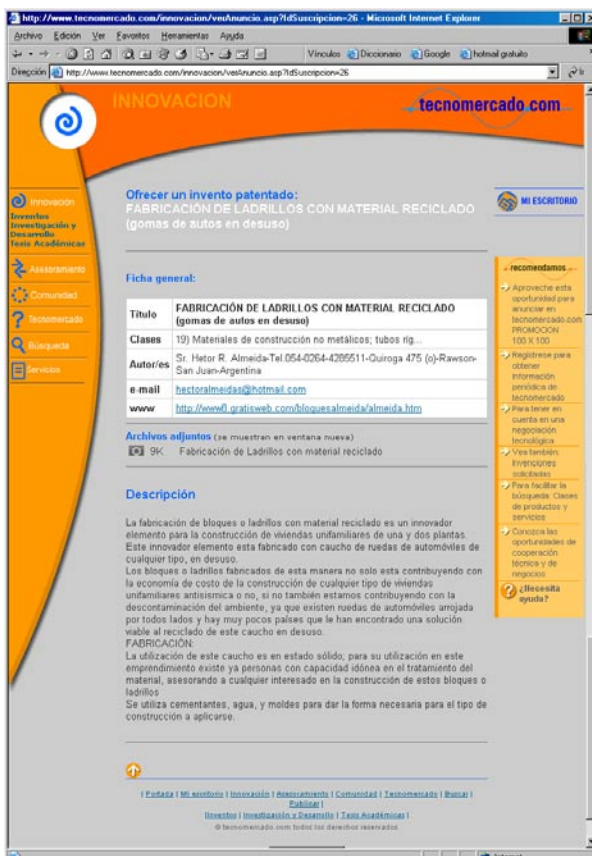 http://www.tecnomercado.com/innovacion/verAnuncio.asp?IdSuscripcion=26 - Microsoft Internet Explorer
Archivo Edición Ver Favoritos Herramientas Ayuda
Vínculos Diccionario Google hotmail gratuito
Dirección http://www.tecnomercado.com/innovacion/verAnuncio.asp?IdSuscripcion=26 Ir
INNOVACION
tecnomercado.com
Innovación
Inventos
Investigación y
Desarrollo
Tesis Académicas
Asesoramiento
Comunidad
Tecnomercado
Búsqueda
Servicios
Ofrecer un invento patentado:
FABRICACIÓN DE LADRILLOS CON MATERIAL RECICLADO
(gomas de autos en desuso)
MI ESCRITORIO
Ficha general:
Título FABRICACIÓN DE LADRILLOS CON MATERIAL RECICLADO
(gomas de autos en desuso)
Clases 19) Materiales de construcción no metálicos; tubos ríg...
Autor/es Sr. Hetor R. Almeida-Tel.054-0264-4285511-Quiroga 475 (o)-Rawson-
San Juan-Argentina
e-mail hectoralmeidas@hotmail.com
www http://www8.gratisweb.com/bloquesalmeida/almeida.htm
Archivos adjuntos (se muestran en ventana nueva)
9K Fabricación de Ladrillos con material reciclado
Descripción
La fabricación de bloques o ladrillos con material reciclado es un innovador
elemento para la construcción de viviendas unifamiliares de una y dos plantas.
Este innovador elemento esta fabricado con caucho de ruedas de automóviles de
cualquier tipo, en desuso.
Los bloques o ladrillos fabricados de esta manera no solo esta contribuyendo con
la economía de costo de la construcción de cualquier tipo de viviendas
unifamiliares antisismica o no, si no también estamos contribuyendo con la
descontaminación del ambiente, ya que existen ruedas de automóviles arrojada
por todos lados y hay muy pocos países que le han encontrado una solución
viable al reciclado de este caucho en desuso.
FABRICACIÓN:
La utilización de este caucho es en estado sólido; para su utilización en este
emprendimiento existe ya personas con capacidad idónea en el tratamiento del
material, asesorando a cualquier interesado en la construcción de estos bloques o
ladrillos
Se utiliza cementantes, agua, y moldes para dar la forma necesaria para el tipo de
construcción a aplicarse.
recomendamos
Aproveche esta
oportunidad para
anunciar en
tecnomercado.com
PROMOCION
100 X 100
Regístrese para
obtener
información
periódica de
tecnomercado
Para tener en
cuenta en una
negociación
tecnológica
Vea también:
Invenciones
solicitadas
Para facilitar la
búsqueda: Clases
de productos y
servicios
Conozca las
oportunidades de
cooperación
técnica y de
negocios
¿Necesita
ayuda?
| Portada | Mi escritorio | Innovación | Asesoramiento | Comunidad | Tecnomercado | Buscar |
Publicar |
|Inventos | Investigación y Desarrollo | Tesis Académicas |
© tecnomercado.com todos los derechos reservados
Internet